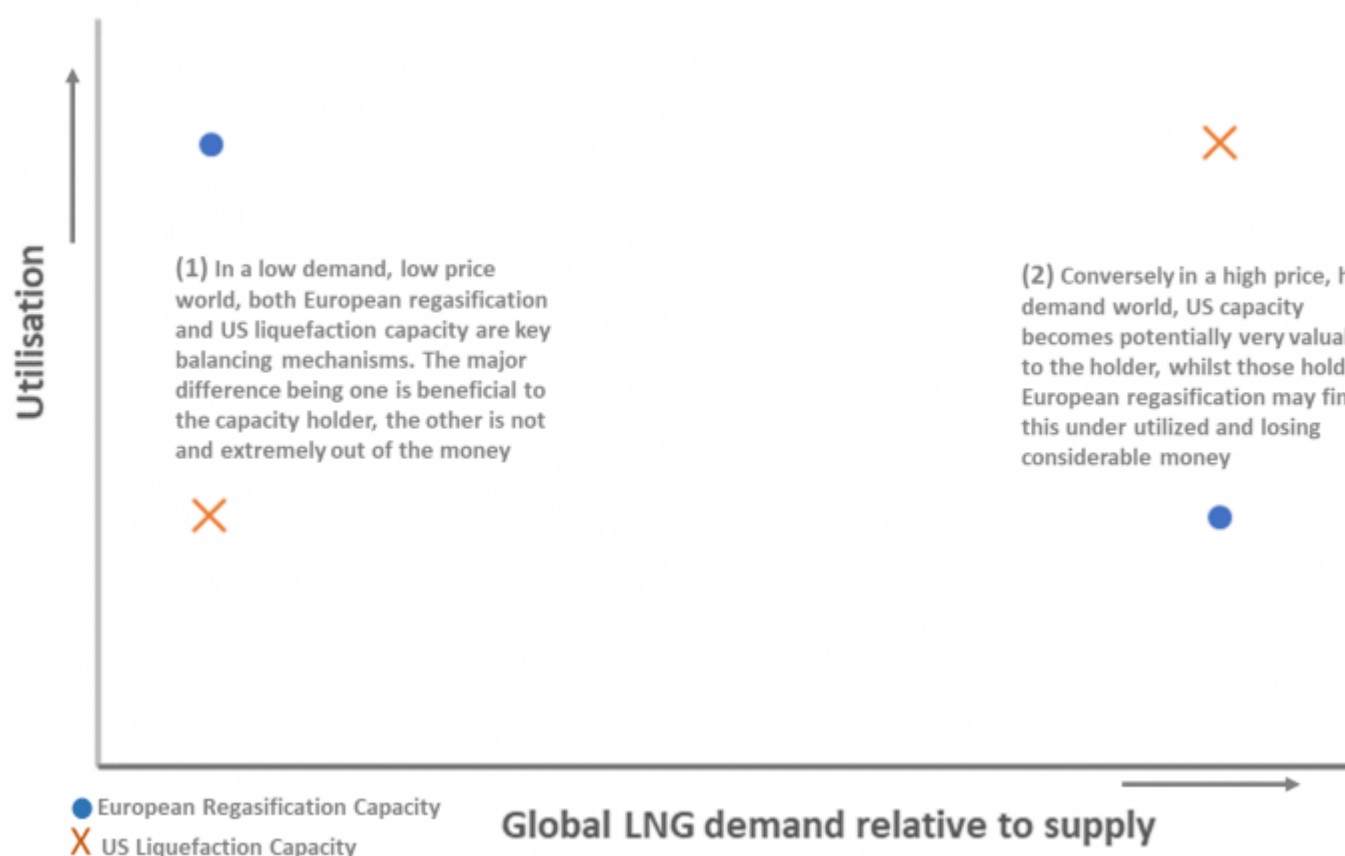 Utilisation
(1) In a low demand, low price
world, both European regasification
and US liquefaction capacity are key
balancing mechanisms. The major
difference being one is beneficial to
the capacity holder, the other is not
and extremely out of the money
(2) Conversely in a high price,
demand world, US capacity
becomes potentially very
to the holder, whilst those
European regasification may
this under utilized and losing
considerable money
European Regasification Capacity
US Liquefaction Capacity
Global LNG demand relative to supply